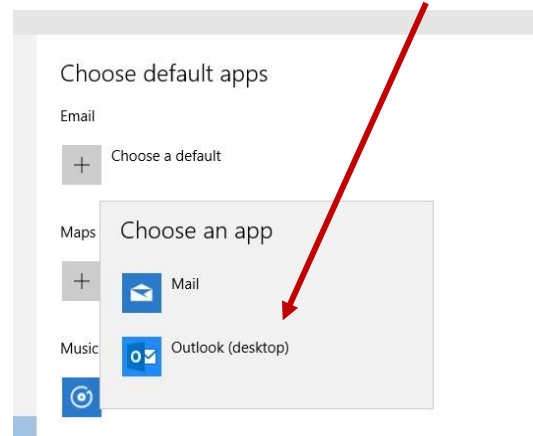 Choose default apps
Email
Choose a default
Maps
Choose an app
Mail
Music
Outlook (desktop)